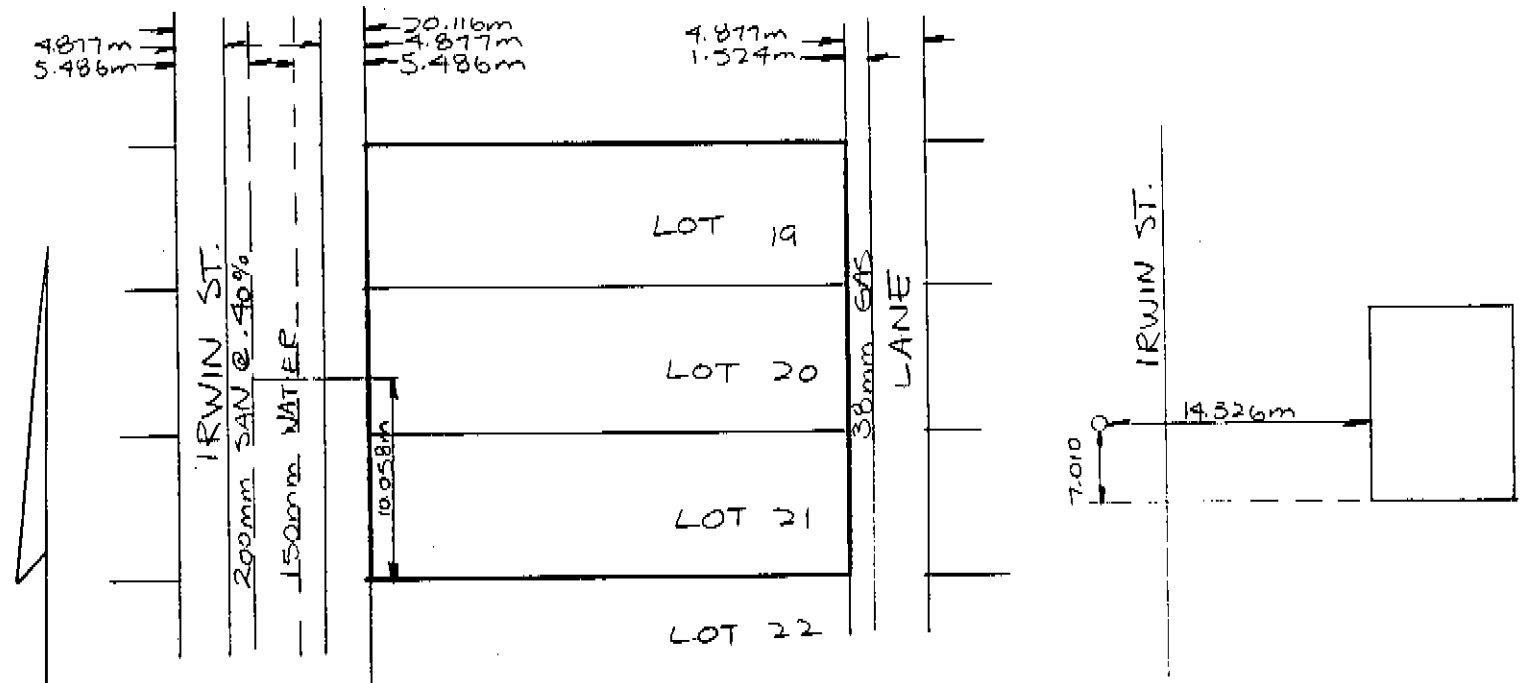 20.116m
4.877m
4.877m
5.486m
5.486m
4.877m
1.524m
LOT 19
IRWIN ST.
200mm SAN @ .40%
150mm WATER
LOT 20
10.058m
LOT 21
LOT 22
38mm GAS
LANE
IRWIN ST.
14.326m
7.010